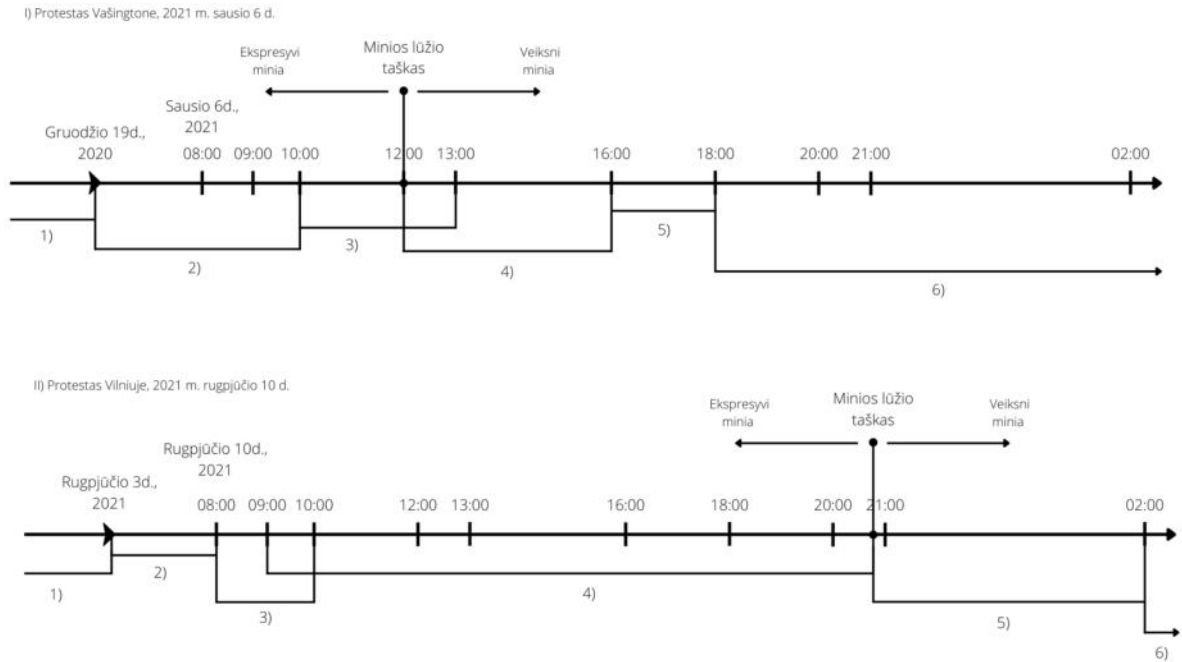 I) Protestas Vašingtone, 2021 m. sausio 6 d.
Ekspresyvi
minia
Minios lūžio
taškas
Veiksni
minia
Gruodžio 19d.,
2020
Sausio 6d.,
2021
08:00 09:00 10:00 12:00 13:00 16:00 18:00 20:00 21:00 02:00
1)
2)
3)
4)
5)
6)
II) Protestas Vilniuje, 2021 m. rugpjūčio 10 d.
Ekspresyvi
minia
Minios lūžio
taškas
Veiksni
minia
Rugpjūčio 3d.,
2021
Rugpjūčio 10d.,
2021
08:00 09:00 10:00 12:00 13:00 16:00 18:00 20:00 21:00 02:00
1)
2)
3)
4)
5)
6)